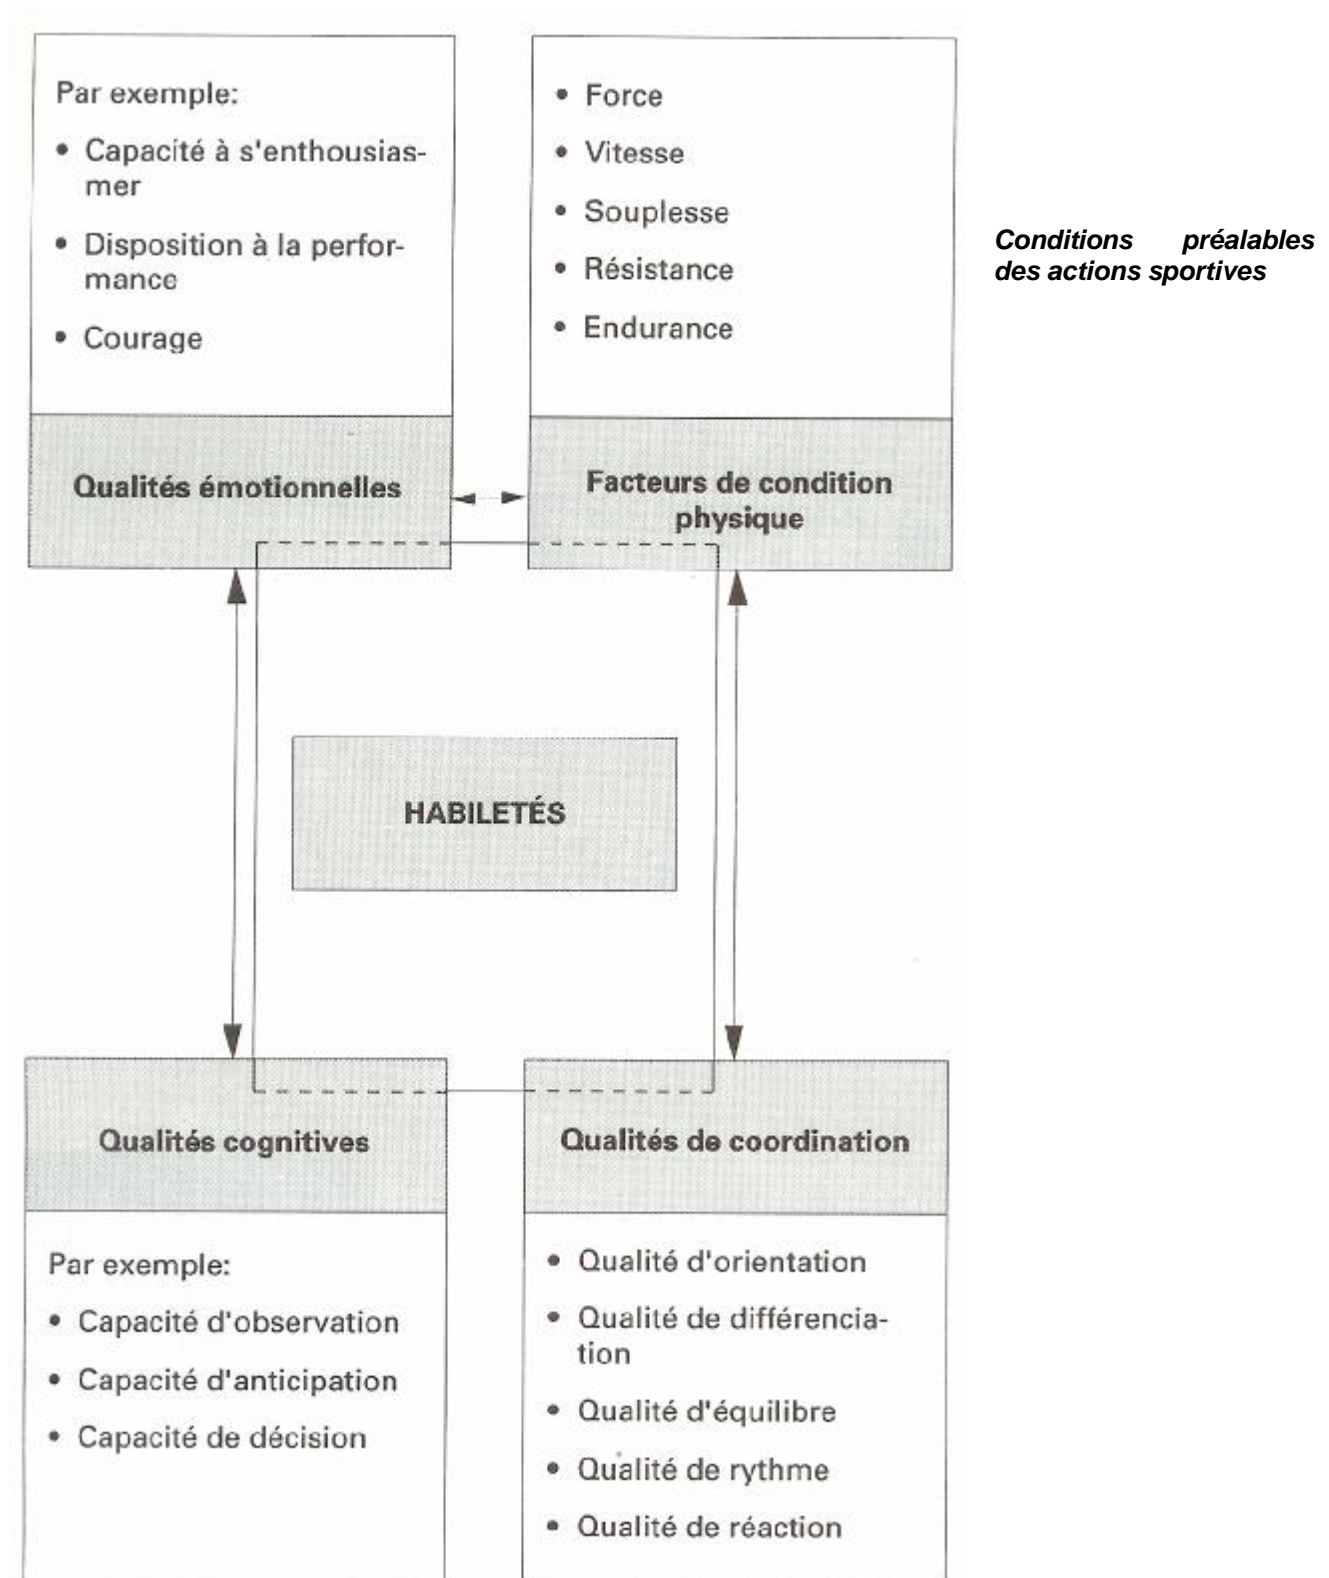 Par exemple:
• Capacité à s'enthousias-
mer
• Disposition à la perfor-
mance
• Courage
Qualités émotionnelles
• Force
• Vitesse
• Souplesse
• Résistance
• Endurance
Facteurs de condition
physique
Conditions préalables
des actions sportives
HABILETÉS
Qualités cognitives
Par exemple:
• Capacité d'observation
• Capacité d'anticipation
• Capacité de décision
Qualités de coordination
• Qualité d'orientation
• Qualité de différencia-
tion
• Qualité d'équilibre
• Qualité de rythme
• Qualité de réaction